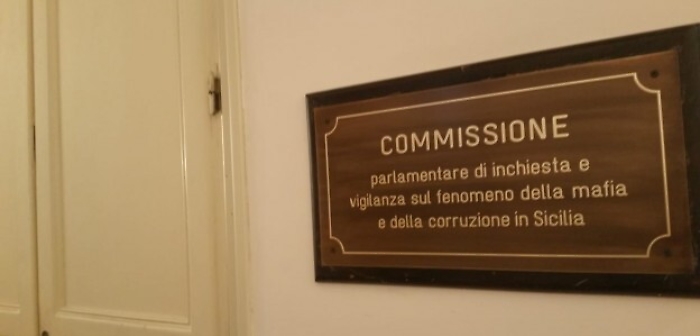 COMMISSIONE
parlamentare di inchiesta e
vigilanza sul fenomeno della mafia
e della corruzione in Sicilia